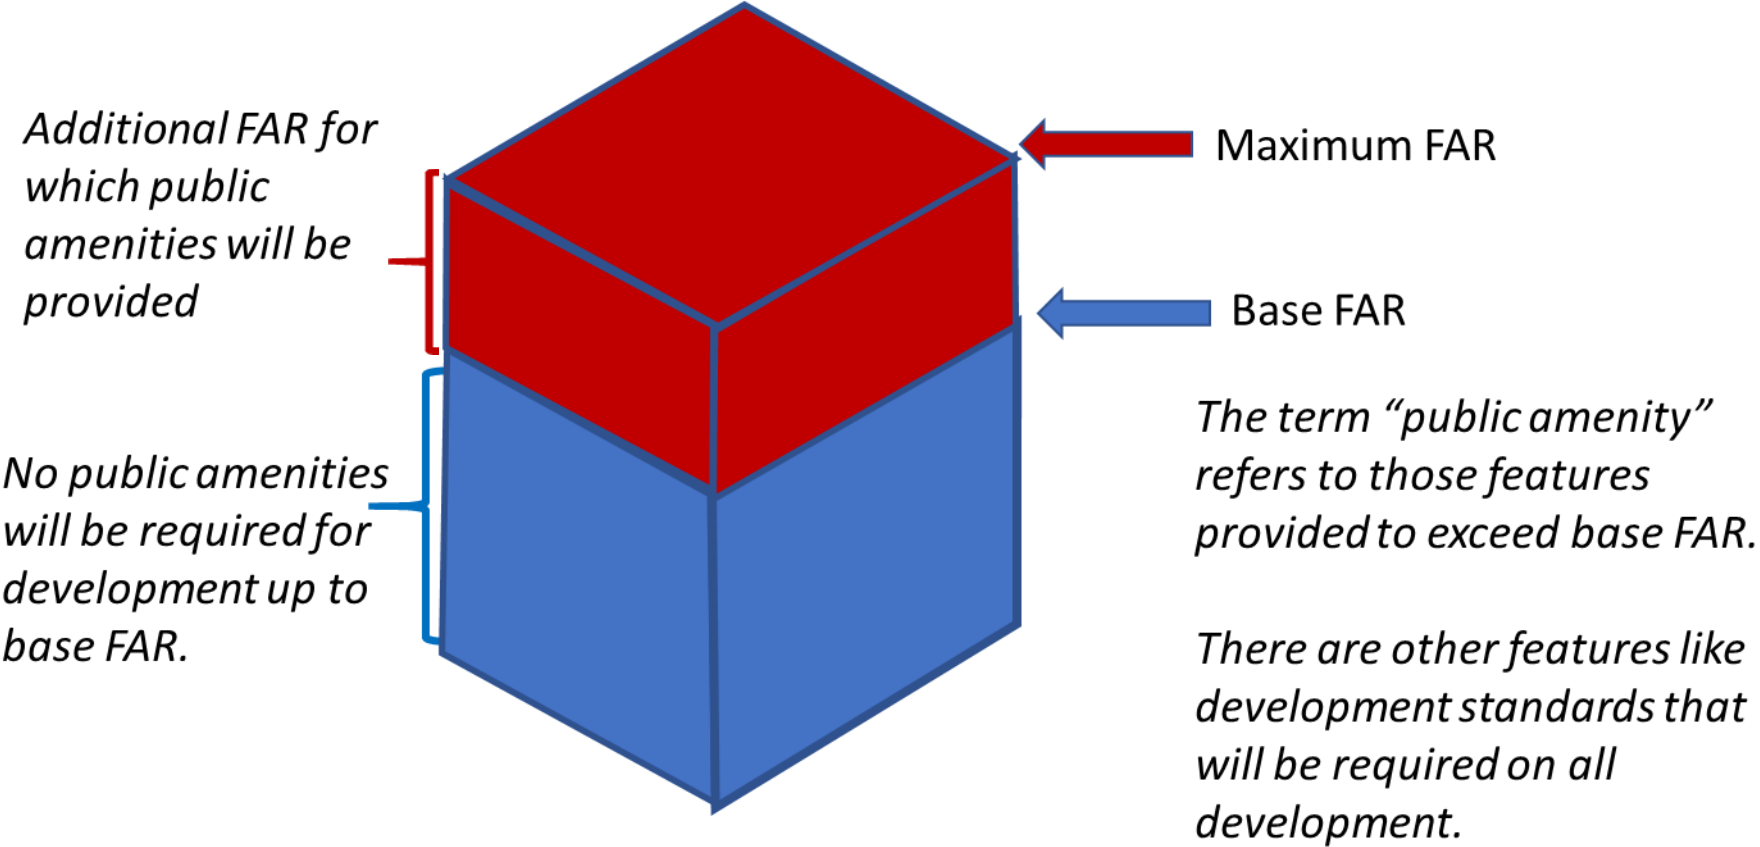 Additional FAR for
which public
amenities will be
provided
No public amenities
will be required for
development up to
base FAR.
Maximum FAR
Base FAR
The term “public amenity”
refers to those features
provided to exceed base FAR.
There are other features like
development standards that
will be required on all
development.